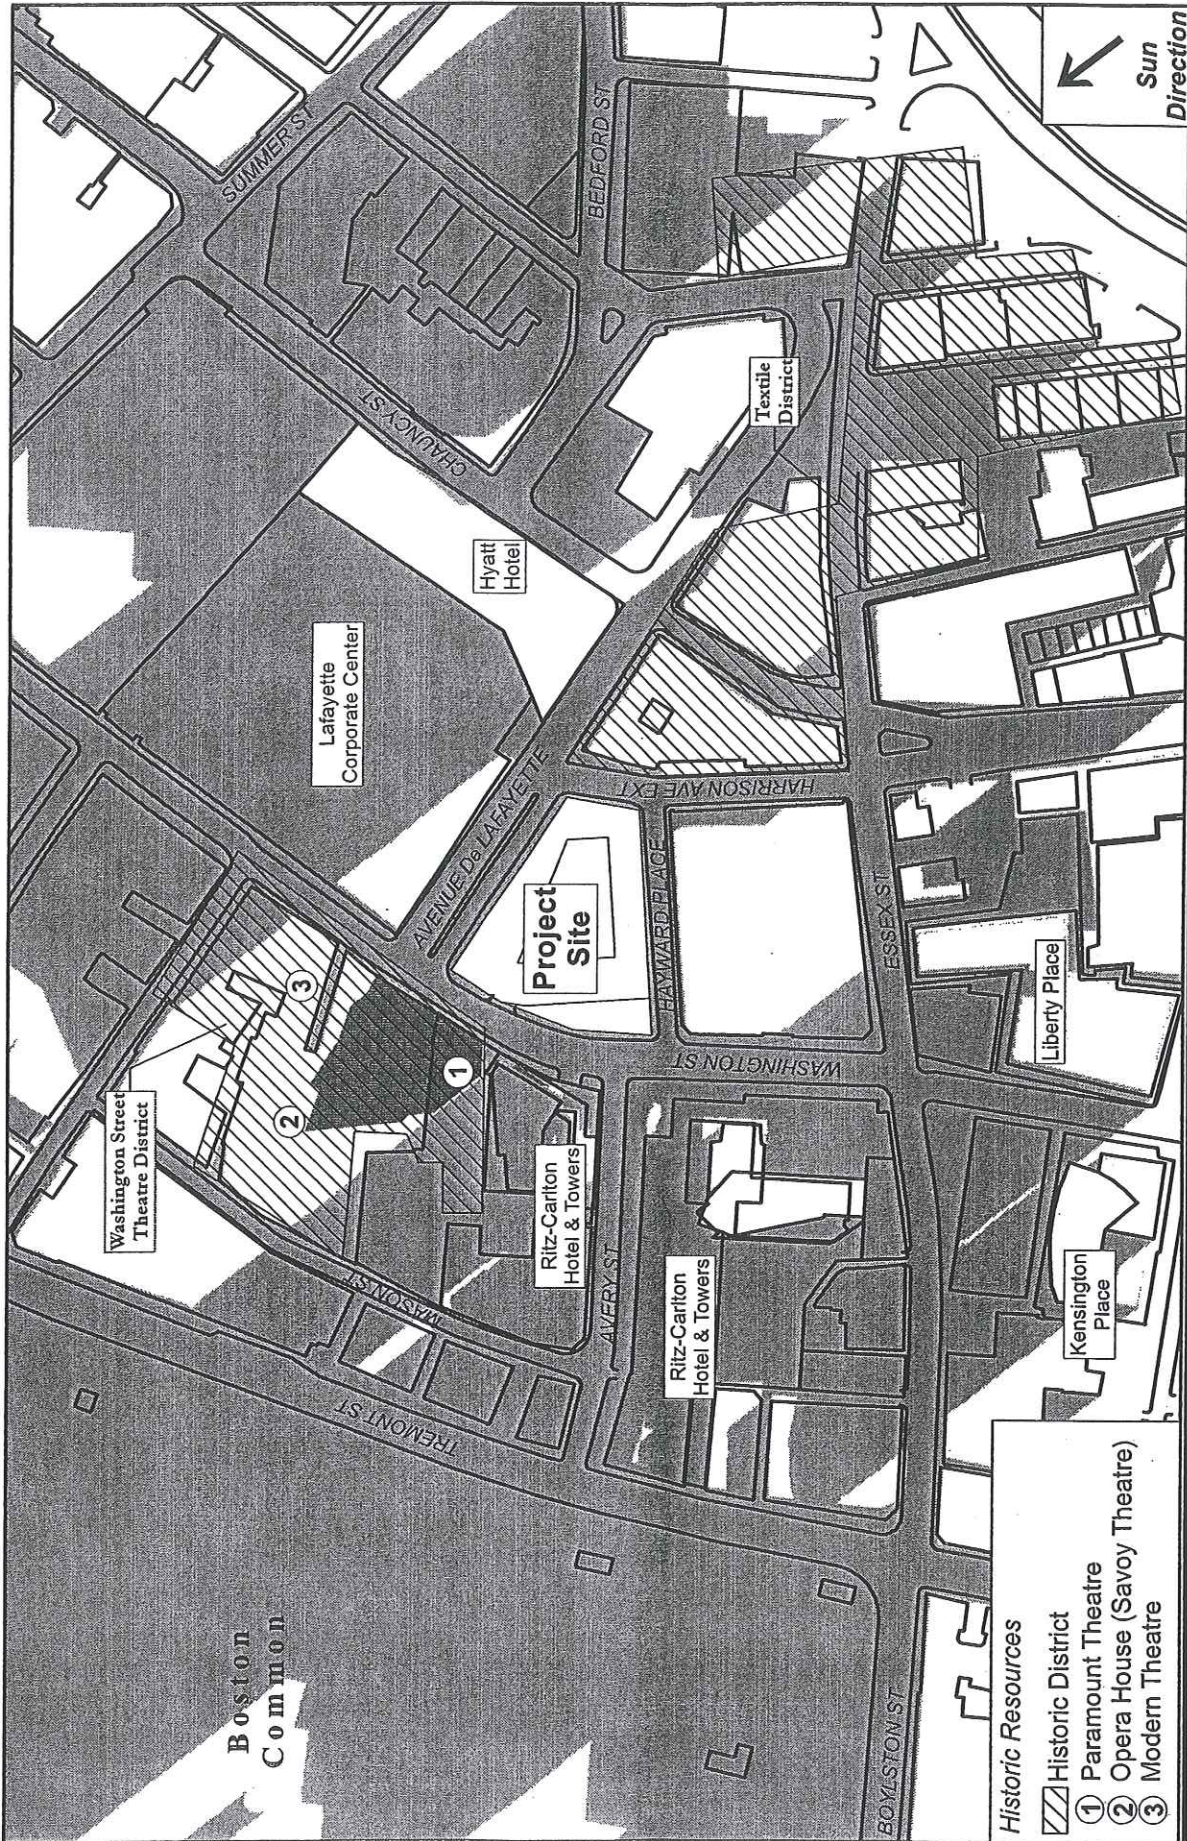 Boston
Common
TREMONT ST
MASON ST
Washington Street
Theatre District
2
3
1
Ritz-Carlton
Hotel & Towers
AVERY ST
Ritz-Carlton
Hotel & Towers
BOYLSTON ST
WASHINGTON ST
Lafayette
Corporate Center
AVENUE De LAFAYETTE
Project
Site
HAYWARD PLACE
HARRISON AVE EXT
ESSEX ST
Kensington
Place
Liberty Place
Hyatt
Hotel
CHAUNCY ST
SUMMER ST
BEDFORD ST
Textile
District
Sun
Direction
Historic Resources
Historic District
1 Paramount Theatre
2 Opera House (Savoy Theatre)
3 Modern Theatre